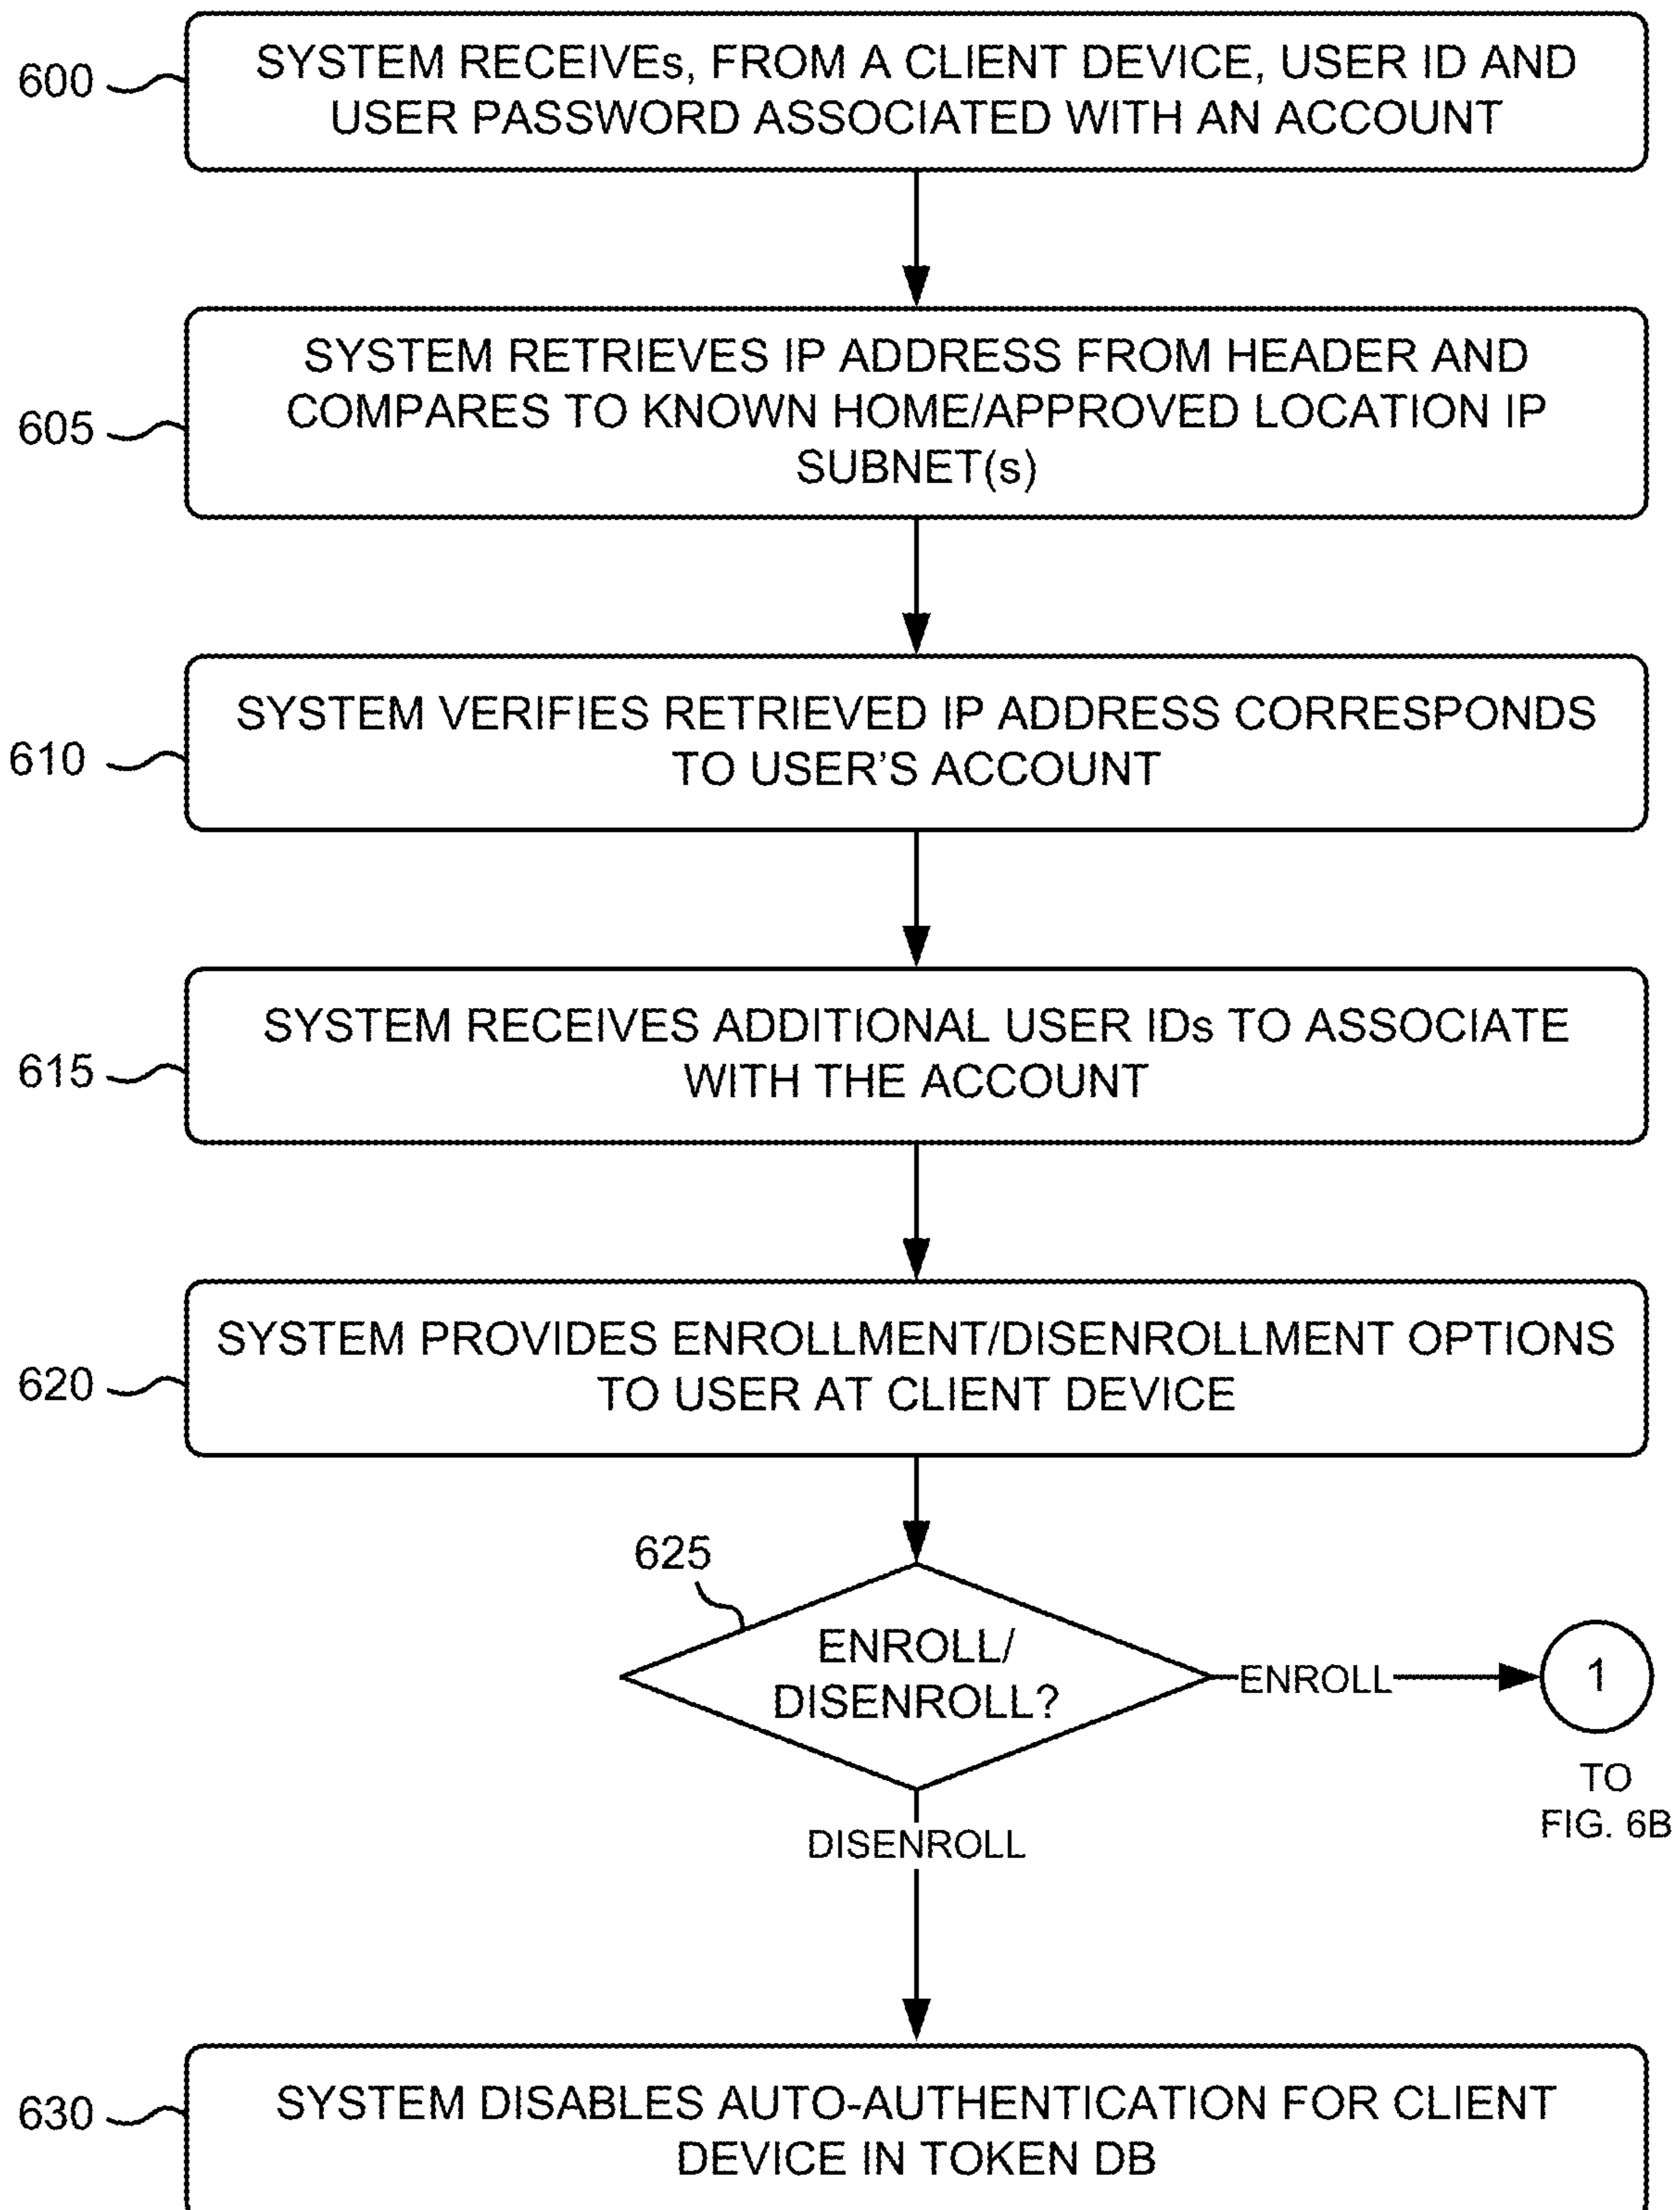 600
SYSTEM RECEIVEs, FROM A CLIENT DEVICE, USER ID AND
USER PASSWORD ASSOCIATED WITH AN ACCOUNT
605
SYSTEM RETRIEVES IP ADDRESS FROM HEADER AND
COMPARES TO KNOWN HOME/APPROVED LOCATION IP
SUBNET(s)
610
SYSTEM VERIFIES RETRIEVED IP ADDRESS CORRESPONDS
TO USER'S ACCOUNT
615
SYSTEM RECEIVES ADDITIONAL USER IDs TO ASSOCIATE
WITH THE ACCOUNT
620
SYSTEM PROVIDES ENROLLMENT/DISENROLLMENT OPTIONS
TO USER AT CLIENT DEVICE
625
ENROLL/
DISENROLL?
ENROLL
1
TO
FIG. 6B
DISENROLL
630
SYSTEM DISABLES AUTO-AUTHENTICATION FOR CLIENT
DEVICE IN TOKEN DB